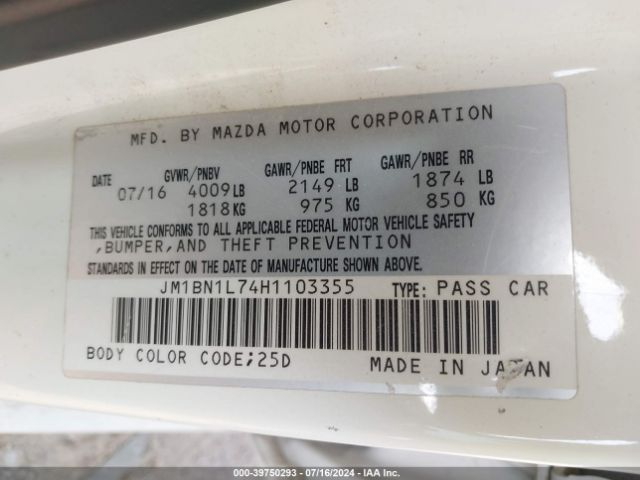 MFD. BY MAZDA MOTOR CORPORATION
DATE GVWR/PNBV GAWR/PNBE FRT GAWR/PNBE RR
07/16 4009LB 2149 LB 1874 LB
1818KG 975 KG 850 KG
THIS VEHICLE CONFORMS TO ALL APPLICABLE FEDERAL MOTOR VEHICLE SAFETY
,BUMPER,AND THEFT PREVENTION
STANDARDS IN EFFECT ON THE DATE OF MANUFACTURE SHOWN ABOVE.
JM1BN1L74H1103355 TYPE: PASS CAR
BODY COLOR CODE;25D MADE IN JAPAN
000-39750293 - 07/16/2024 - IAA Inc.